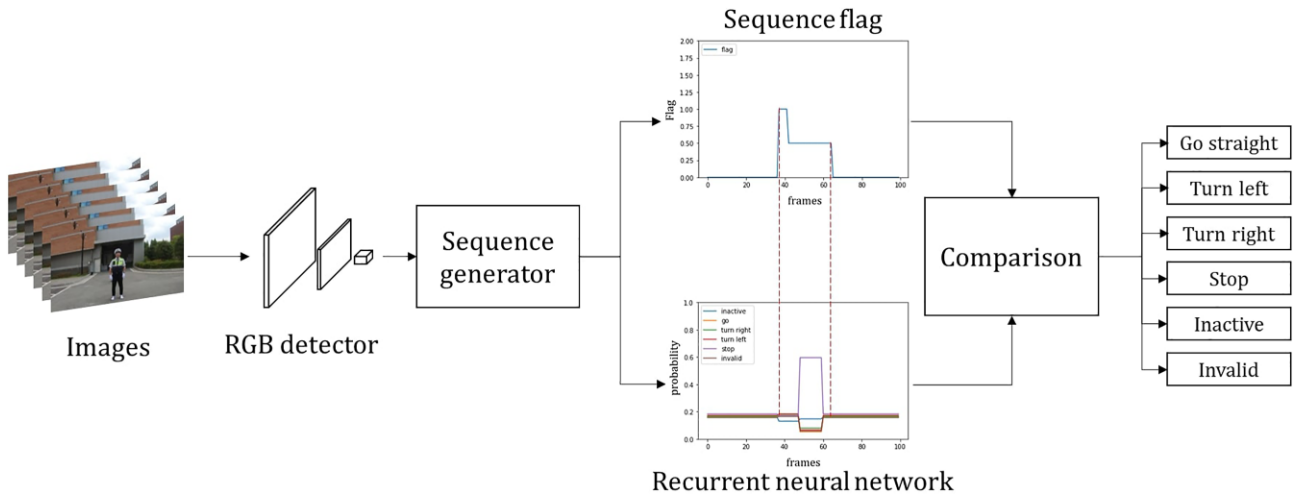 Sequence flag
flag
2.00
1.75
1.50
1.25
1.00
0.75
0.50
0.25
0.00
Flag
0
20
40
60
80
100
frames
Images
RGB detector
Sequence
generator
Comparison
Go straight
Turn left
Turn right
Stop
Inactive
Invalid
inactive
go
turn right
turn left
stop
invalid
1.0
0.8
0.6
0.4
0.2
0.0
probability
0
20
40
60
80
100
frames
Recurrent neural network